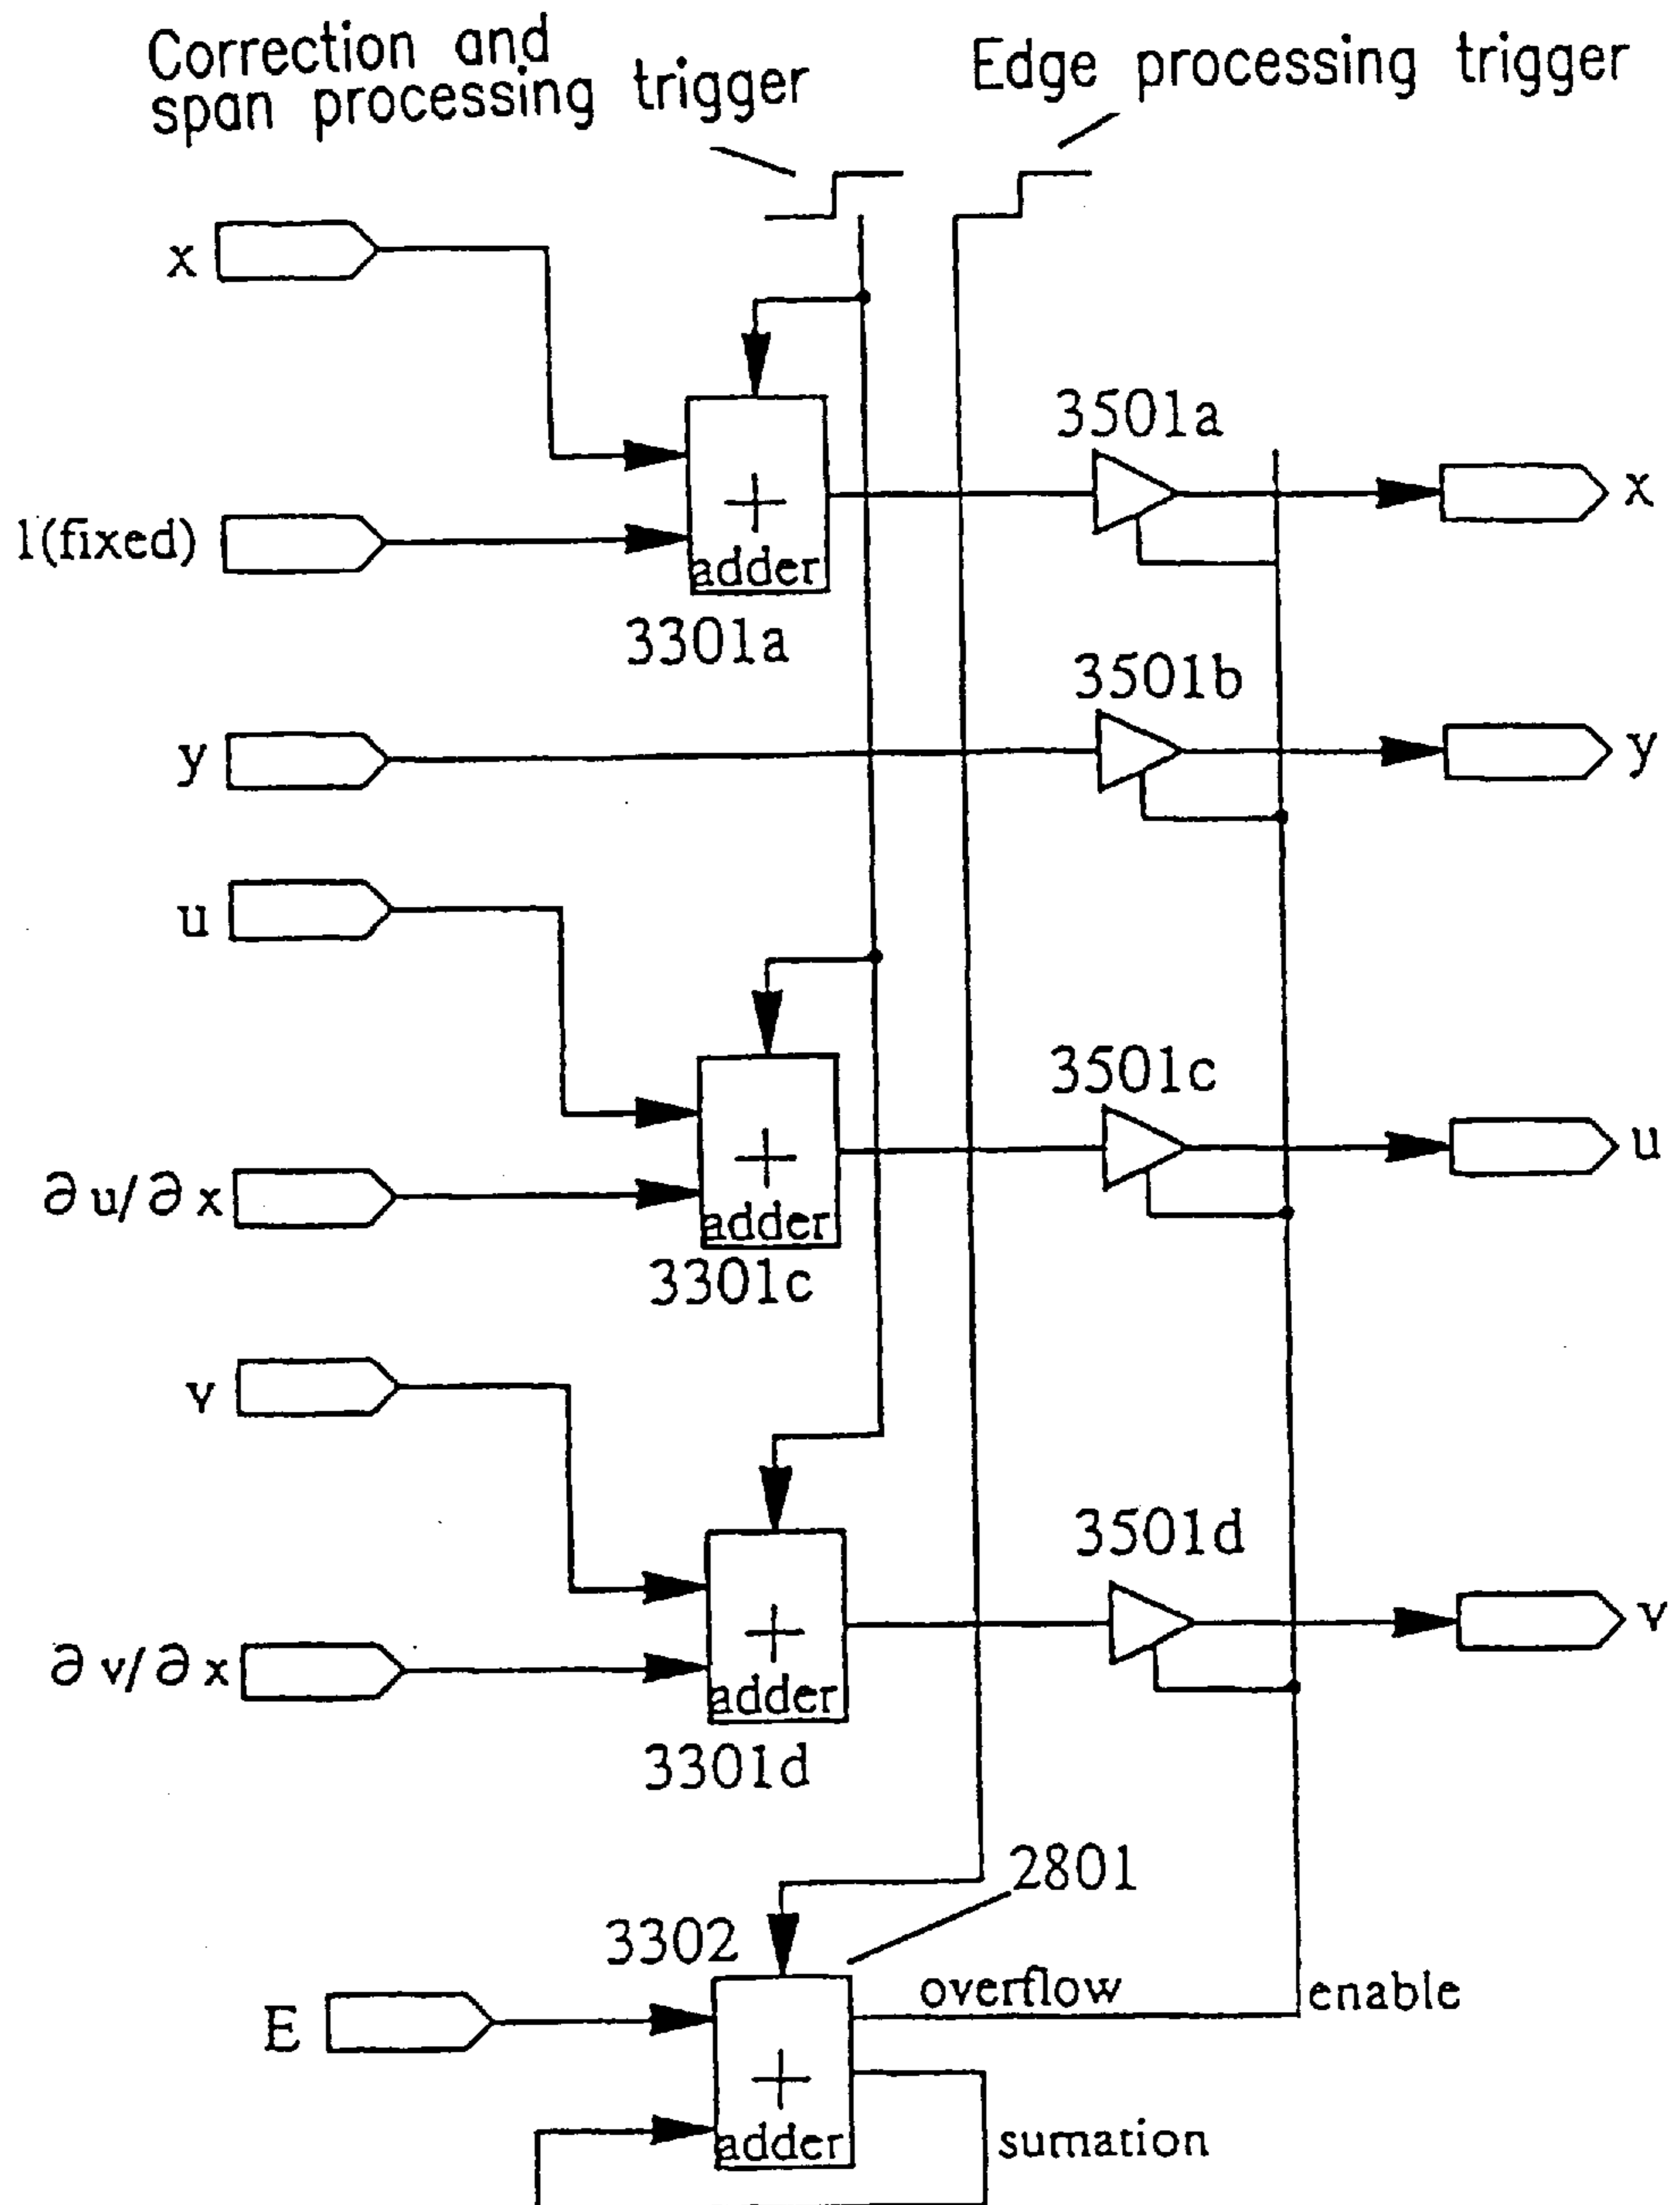 Correction and
span processing trigger
Edge processing trigger
x
1(fixed)
+
adder
3301a
3501a
x
y
3501b
y
u
∂ u/∂ x
+
adder
3301c
3501c
u
v
∂ v/∂ x
+
adder
3301d
3501d
v
2801
3302
E
+
adder
overflow
enable
sumation